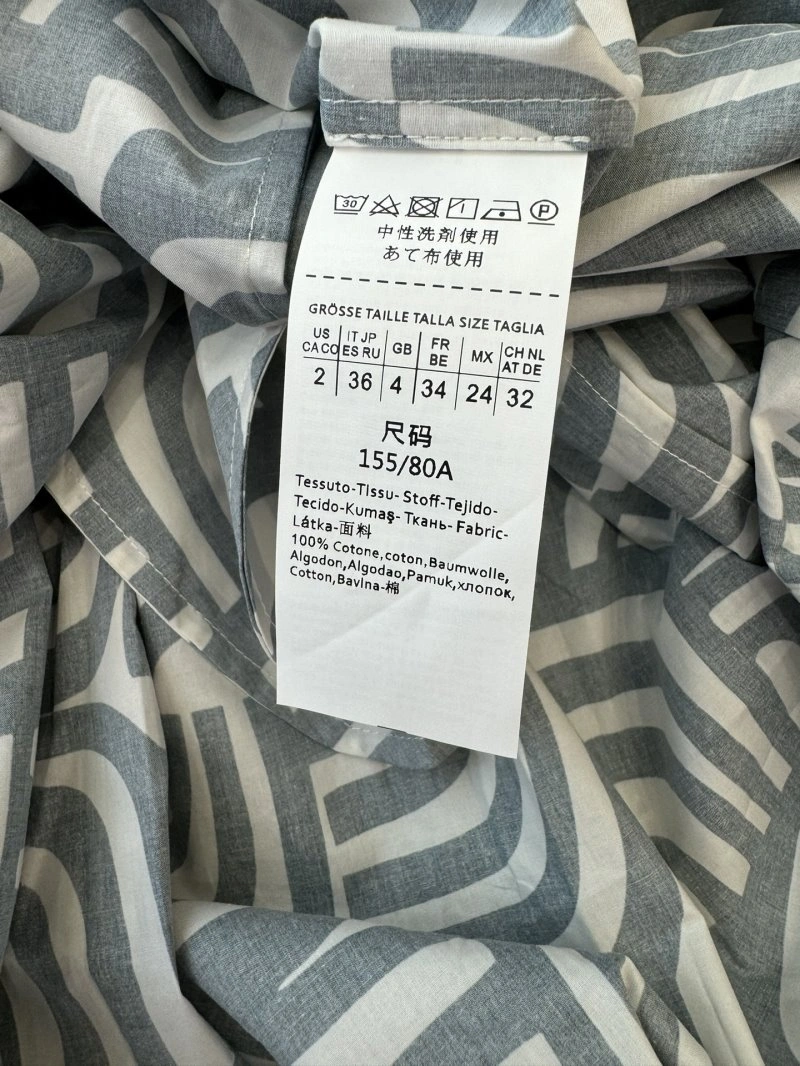 30
P
中性洗剤使用
あて布使用
GRÖSSE TAILLE TALLA SIZE TAGLIA
US CA CO IT JP ES RU GB FR BE MX CH NL AT DE
2 36 4 34 24 32
尺码
155/80A
Tessuto-Tissu- Stoff-Tejido-
Tecido-Kumaş- Ткань- Fabric-
Látka-面料
100% Cotone,coton,Baumwolle,
Algodon,Algodao,Pamuk,хлопок,
Cotton,Bavlna-棉